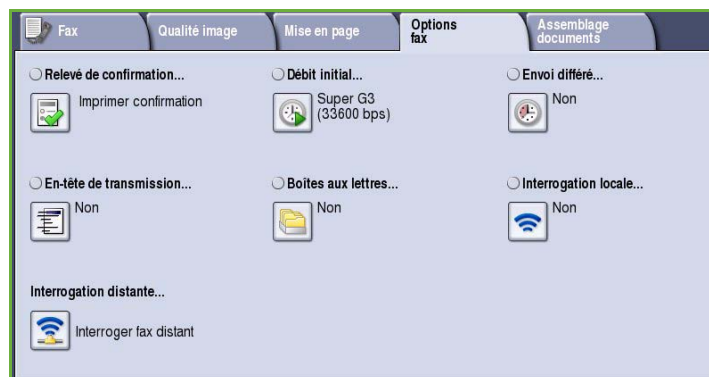 Fax
Qualité image
Mise en page
Options
fax
Assemblage
documents
Relevé de confirmation...
Imprimer confirmation
Débit initial...
Super G3
(33600 bps)
Envoi différé...
Non
En-tête de transmission...
Non
Boîtes aux lettres...
Non
Interrogation locale...
Non
Interrogation distante...
Interroger fax distant